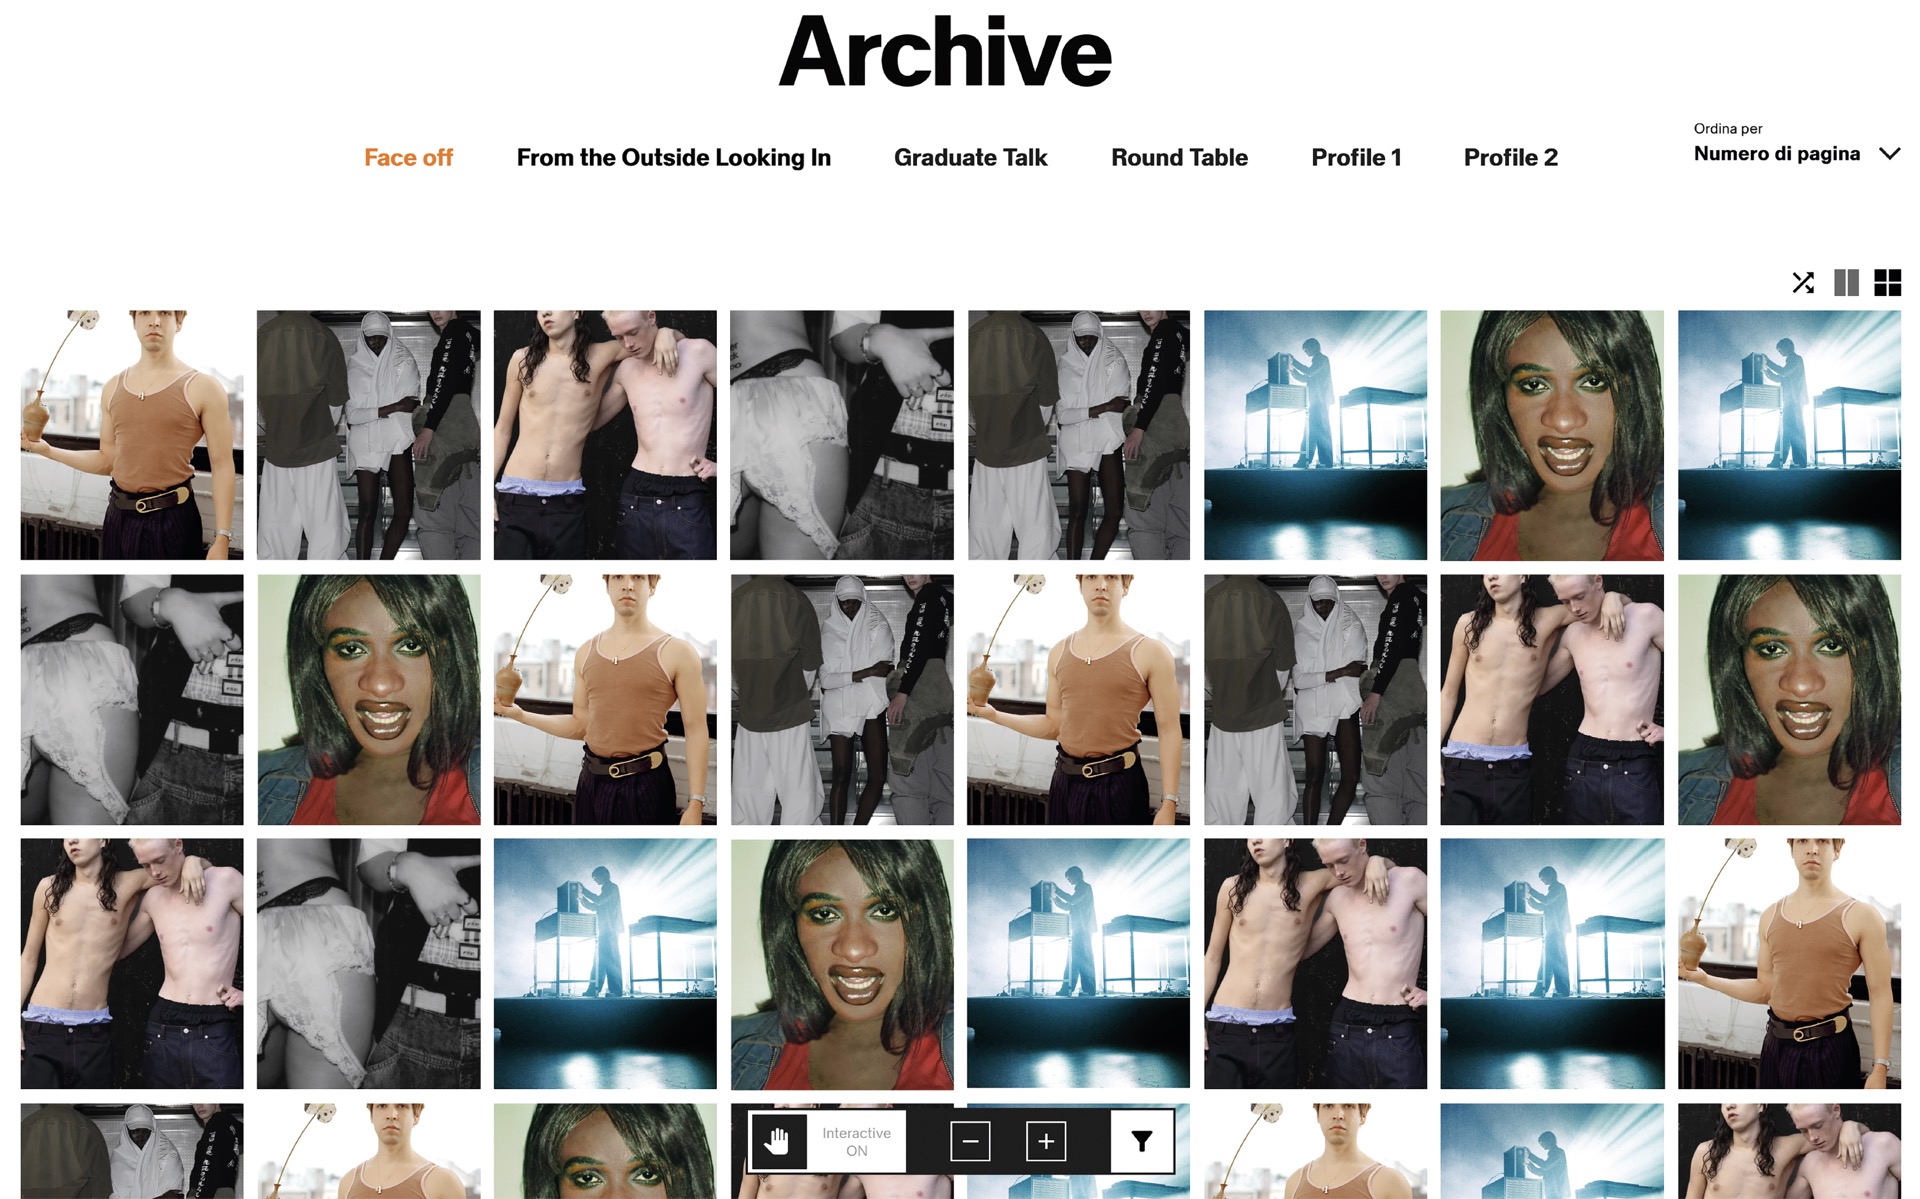 Archive
Face off
From the Outside Looking In
Graduate Talk
Round Table
Profile 1
Profile 2
Ordina per
Numero di pagina
Interactive
ON